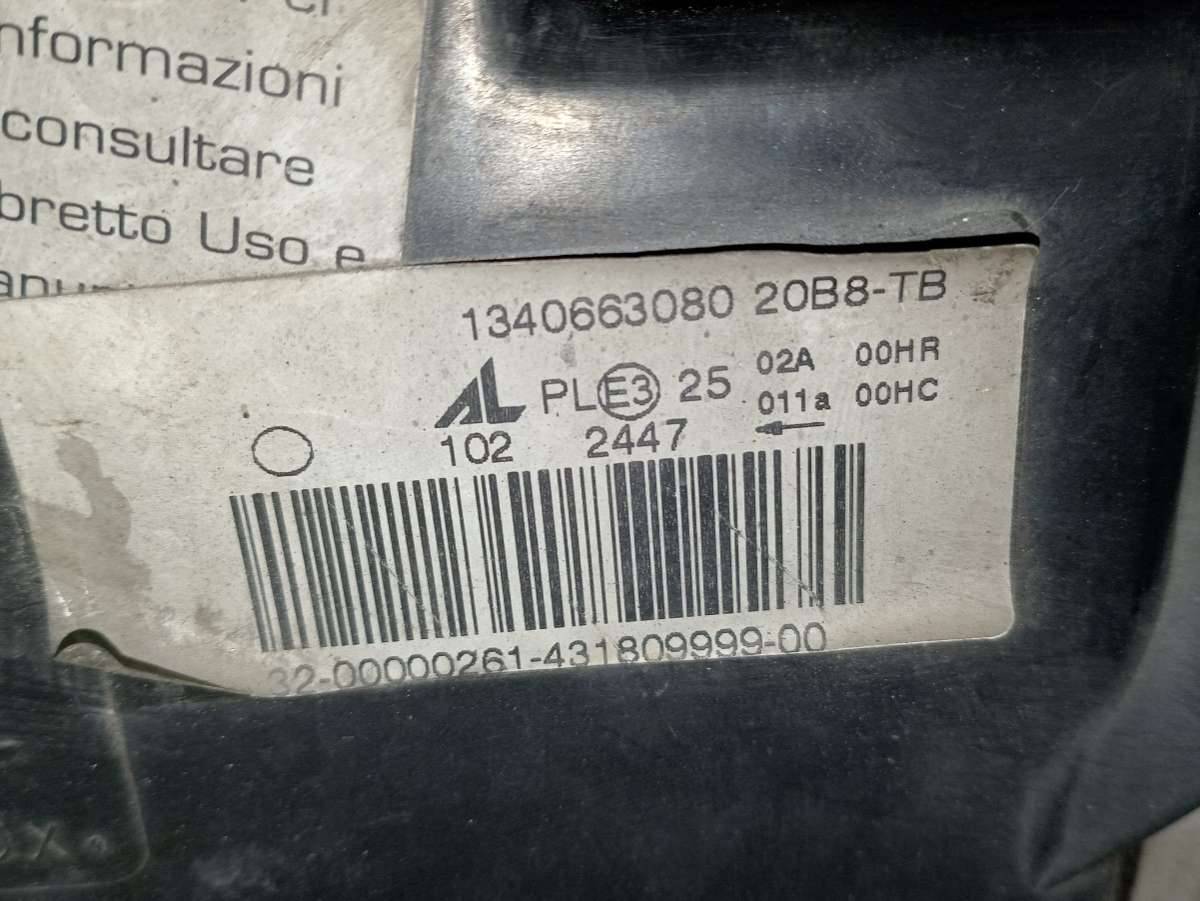 nformazioni
consultare
bretto Uso e
1340663080 20B8-TB
AL PL E3 25 02A 00HR
011a 00HC
102 2447
32-00000261-431809999-00